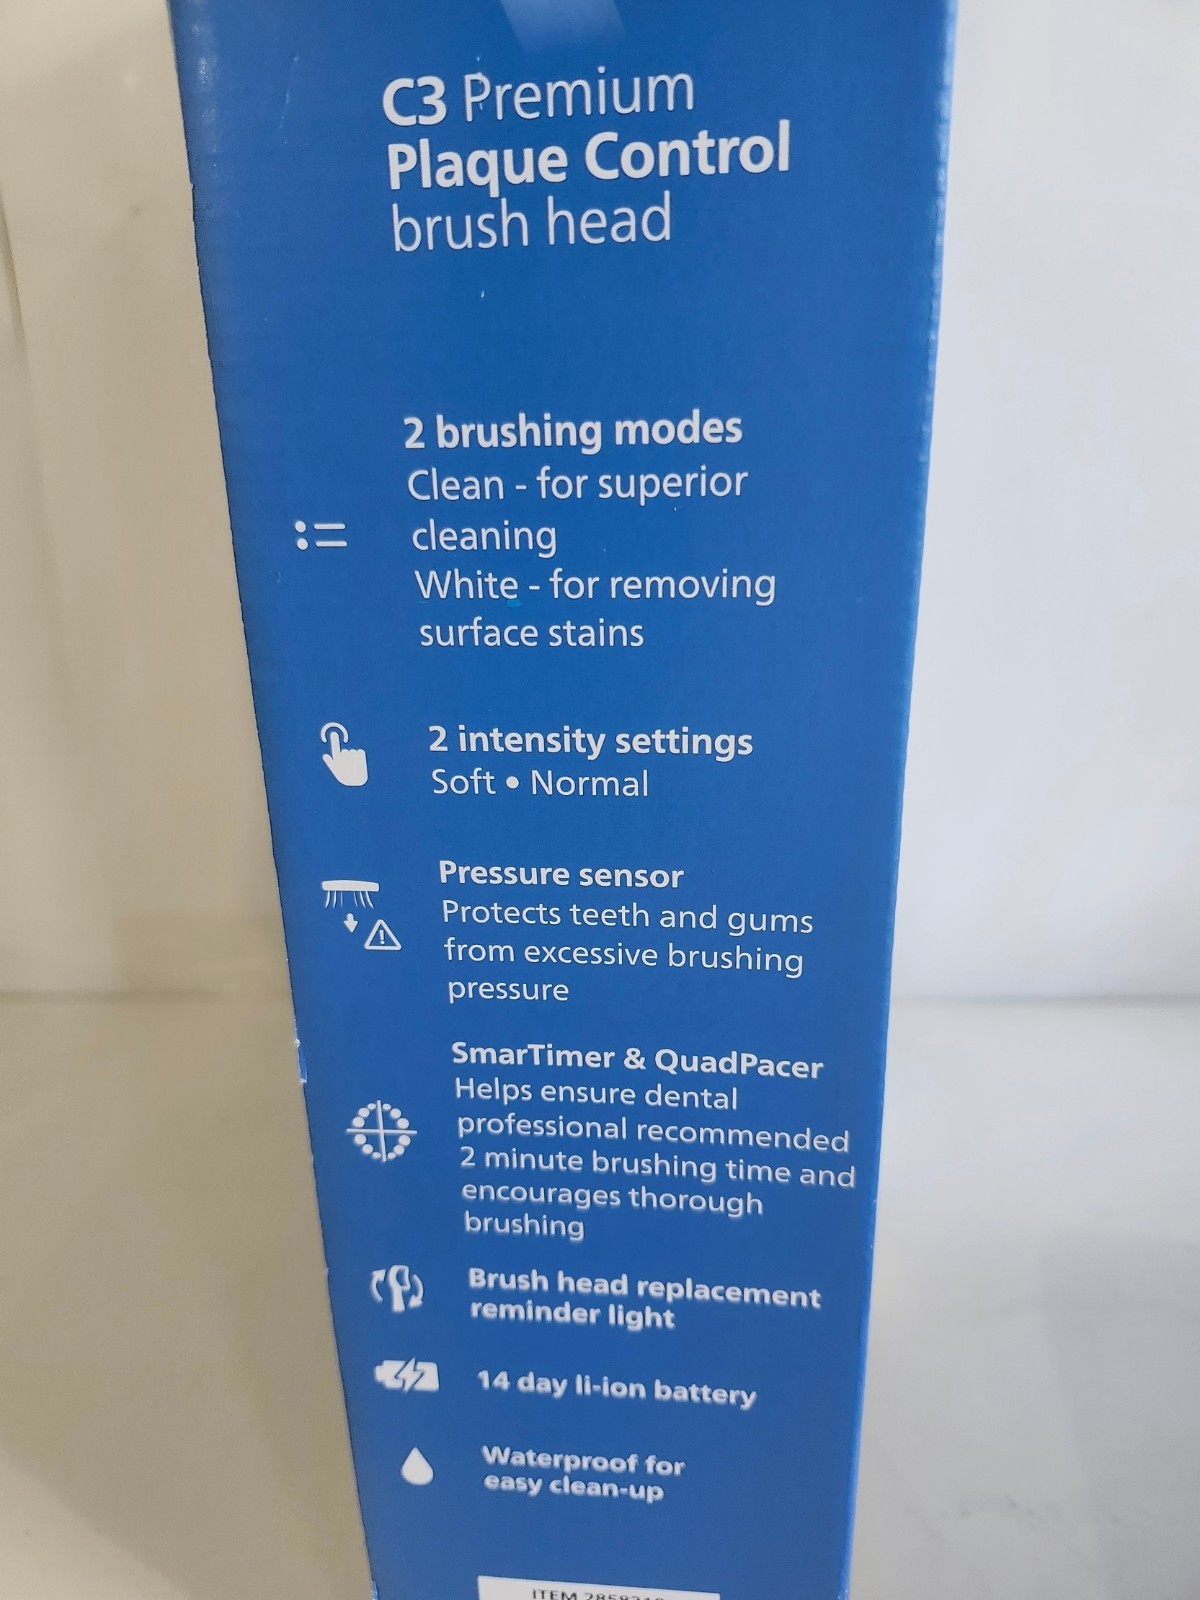 C3 Premium
Plaque Control
brush head
2 brushing modes
Clean - for superior
cleaning
White - for removing
surface stains
2 intensity settings
Soft • Normal
Pressure sensor
Protects teeth and gums
from excessive brushing
pressure
SmarTimer & QuadPacer
Helps ensure dental
professional recommended
2 minute brushing time and
encourages thorough
brushing
Brush head replacement
reminder light
14 day li-ion battery
Waterproof for
easy clean-up
ITEM